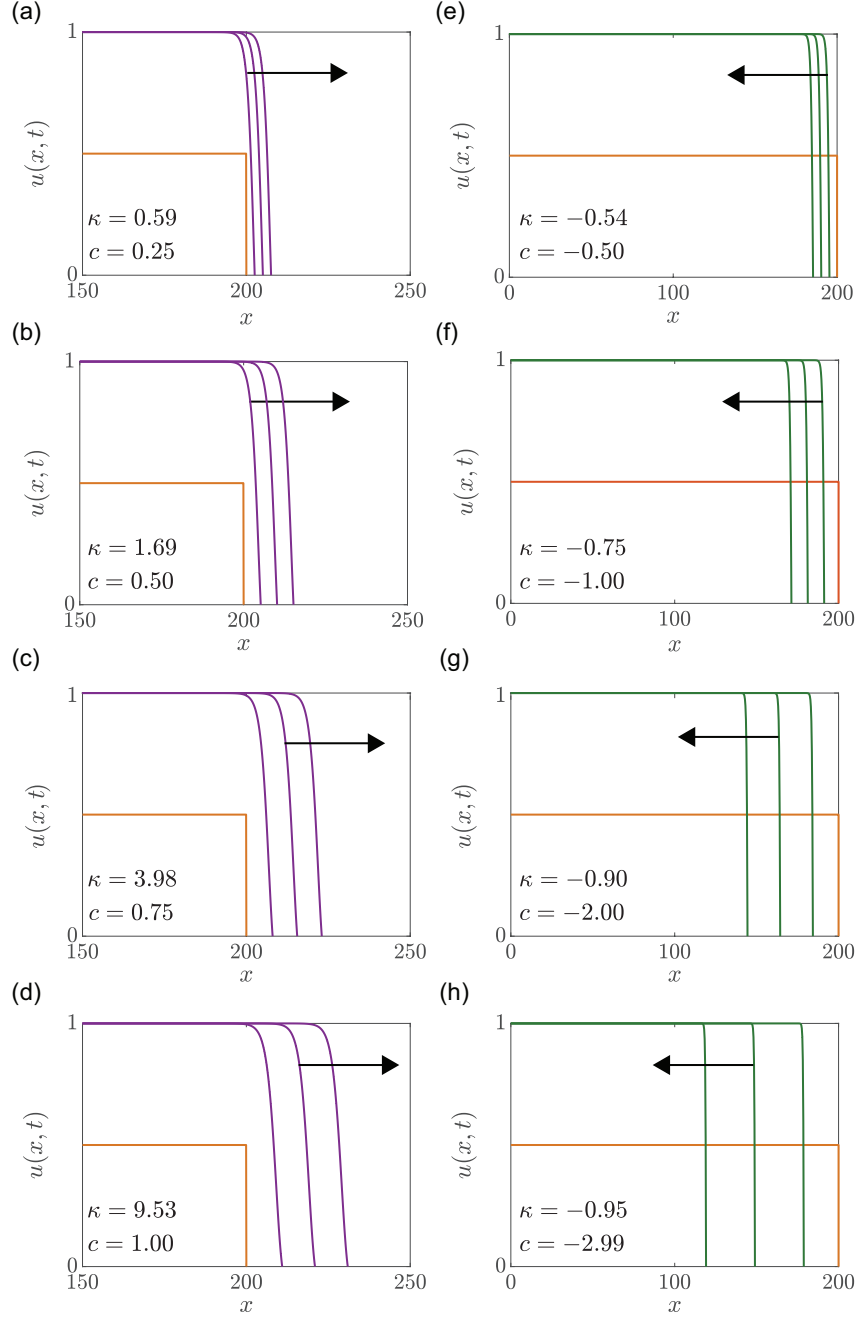 (a)
1
u(x, t)
κ = 0.59
c = 0.25
0
150
200
250
x
(e)
1
u(x, t)
κ = −0.54
c = −0.50
0
0
100
200
x
(b)
1
u(x, t)
κ = 1.69
c = 0.50
0
150
200
250
x
(f)
1
u(x, t)
κ = −0.75
c = −1.00
0
0
100
200
x
(c)
1
u(x, t)
κ = 3.98
c = 0.75
0
150
200
250
x
(g)
1
u(x, t)
κ = −0.90
c = −2.00
0
0
100
200
x
(d)
1
u(x, t)
κ = 9.53
c = 1.00
0
150
200
250
x
(h)
1
u(x, t)
κ = −0.95
c = −2.99
0
0
100
200
x